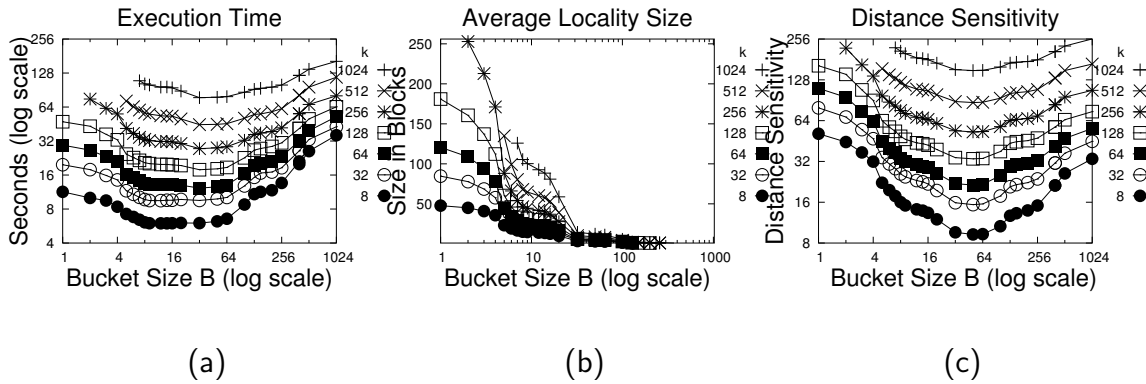 Execution Time
Seconds (log scale)
256
128
64
32
16
8
4
1 4 16 64 256 1024
Bucket Size B (log scale)
k
1024
512
256
128
64
32
8
(a)
Average Locality Size
Size in Blocks
250
200
150
100
50
1 10 100 1000
Bucket Size B (log scale)
k
1024
512
256
128
64
32
8
(b)
Distance Sensitivity
Distance Sensitivity
256
128
64
32
16
8
1 4 16 64 256 1024
Bucket Size B (log scale)
k
1024
512
256
128
64
32
8
(c)